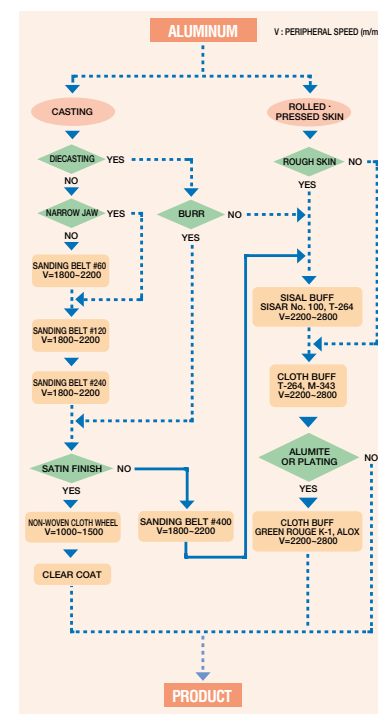 ALUMINUM
V : PERIPHERAL SPEED (m/m
CASTING
ROLLED ·
PRESSED SKIN
DIECASTING
YES
ROUGH SKIN
NO
NO
YES
NARROW JAW
YES
BURR
NO
NO
YES
SANDING BELT #60
V=1800~2200
SISAL BUFF
SISAR No. 100, T-264
V=2200~2800
SANDING BELT #120
V=1800~2200
CLOTH BUFF
T-264, M-343
V=2200~2800
SANDING BELT #240
V=1800~2200
ALUMITE
OR PLATING
NO
SATIN FINISH
NO
YES
YES
NON-WOVEN CLOTH WHEEL
V=1000~1500
SANDING BELT #400
V=1800~2200
CLOTH BUFF
GREEN ROUGE K-1, ALOX
V=2200~2800
CLEAR COAT
PRODUCT